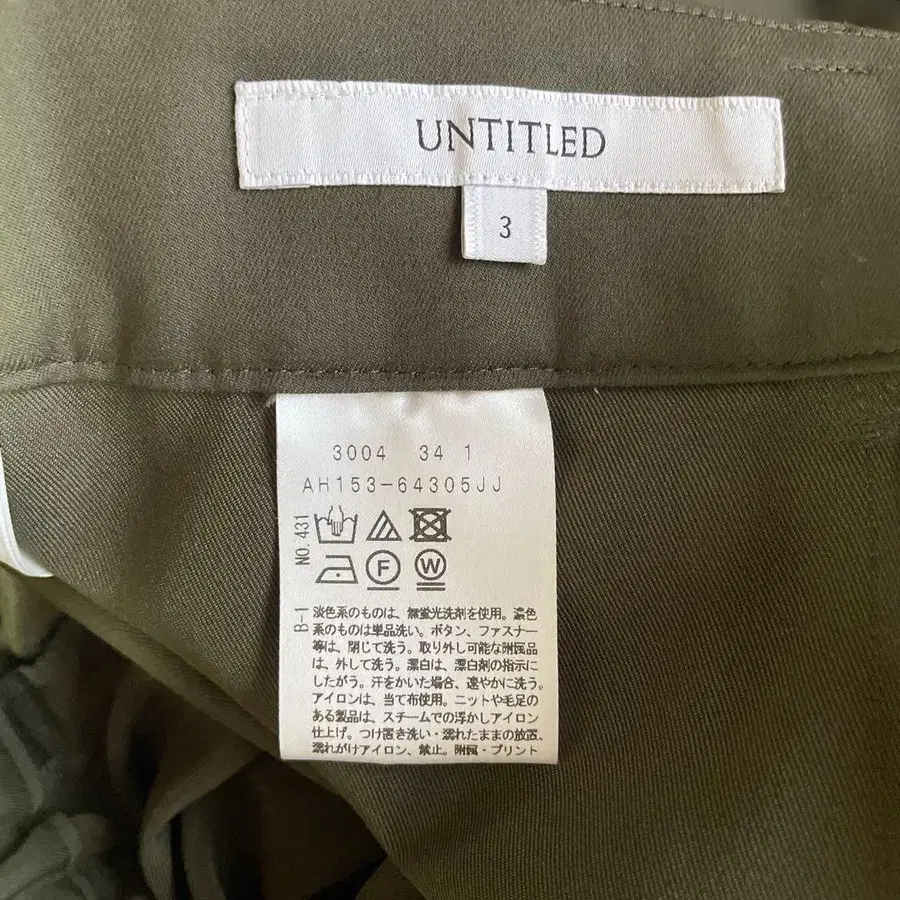 UNTITLED
3
3004 34 1
AH153-64305JJ
NO.431
F
W
B-1
淡色系のものは、無蛍光洗剤を使用。濃色
系のものは単品洗い。ボタン、ファスナー
等は、閉じて洗う。取り外し可能な附属品
は、外して洗う。漂白は、漂白剤の指示に
したがう。汗をかいた場合、速やかに洗う。
アイロンは、当て布使用。ニットや毛足の
ある製品は、スチームでの浮かしアイロン
仕上げ。つけ置き洗い・濡れたままの放置、
濡れがけアイロン、禁止。附属・プリント